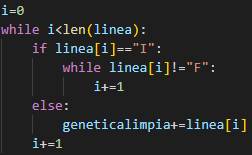 i=0
while i<len(linea):
    if linea[i]=="I":
        while linea[i]!="F":
            i+=1
    else:
        geneticalimpia+=linea[i]
    i+=1